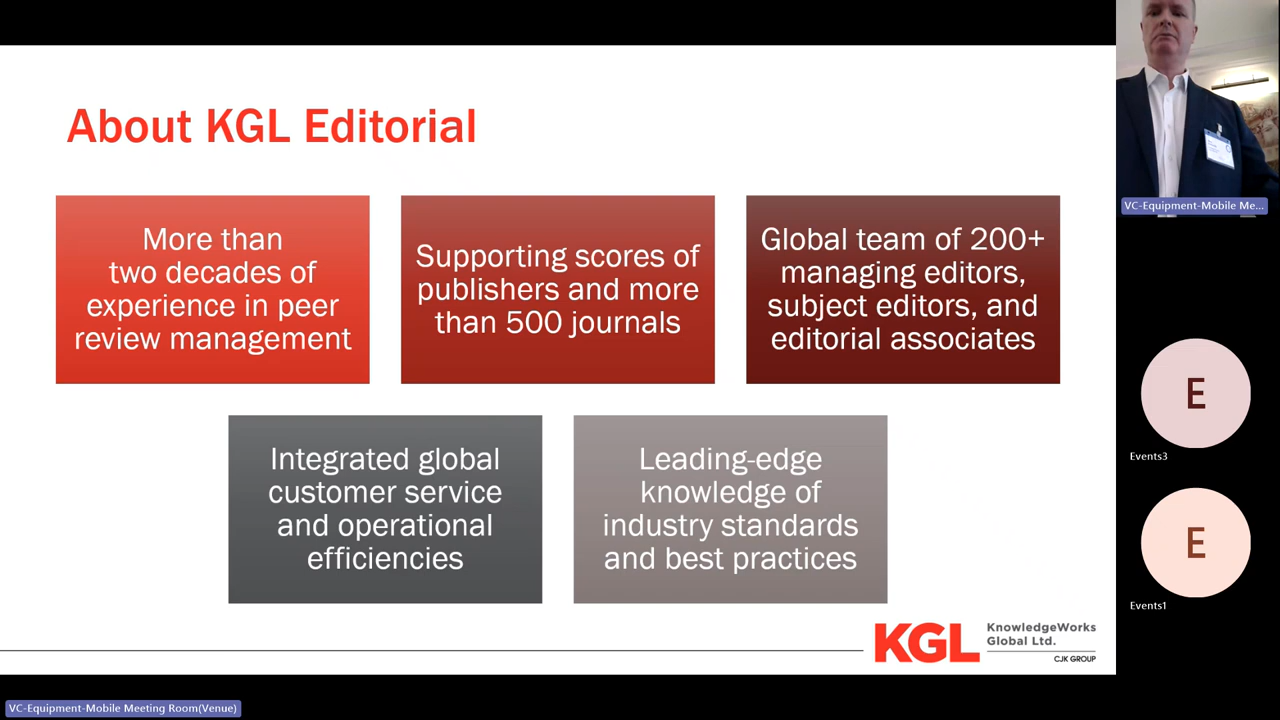 About KGL Editorial
More than
two decades of
experience in peer
review management
Supporting scores of
publishers and more
than 500 journals
Global team of 200+
managing editors,
subject editors, and
editorial associates
Integrated global
customer service
and operational
efficiencies
Leading-edge
knowledge of
industry standards
and best practices
KGL
KnowledgeWorks
Global Ltd.
CJK GROUP
VC-Equipment-Mobile Me...
E
Events3
E
Events1
VC-Equipment-Mobile Meeting Room(Venue)